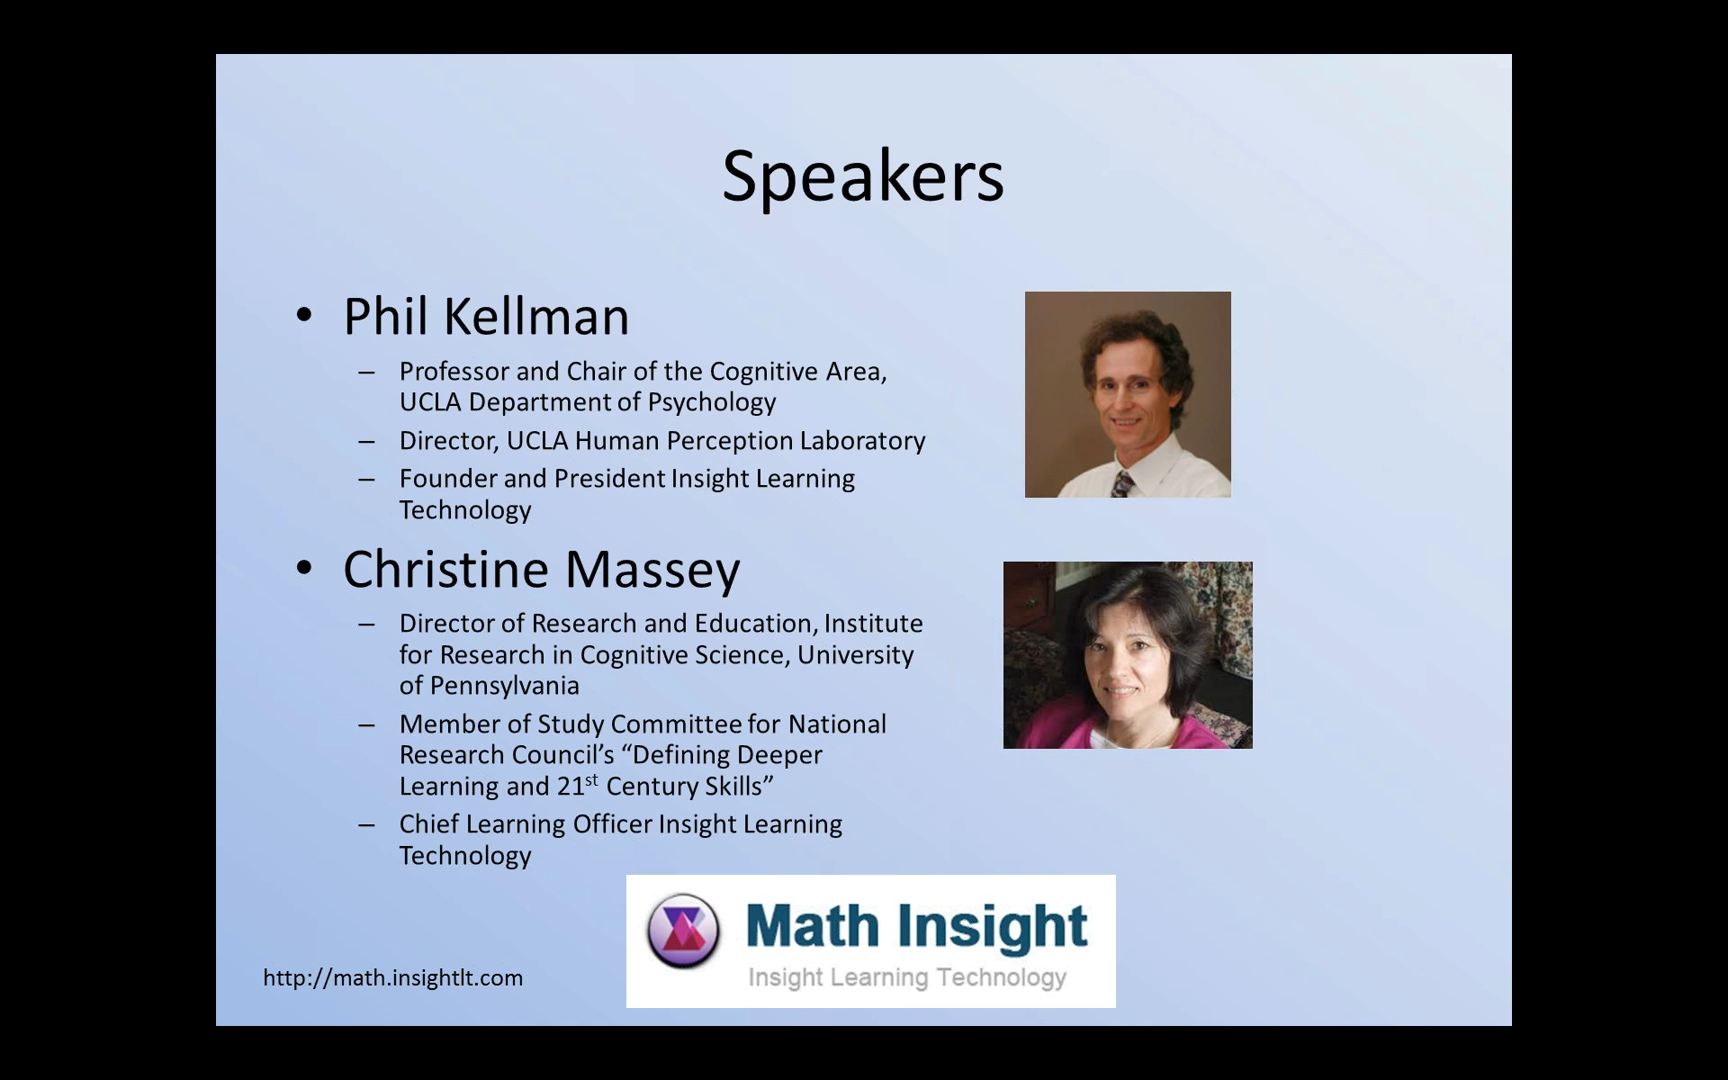 Speakers
• Phil Kellman
– Professor and Chair of the Cognitive Area,
UCLA Department of Psychology
– Director, UCLA Human Perception Laboratory
– Founder and President Insight Learning
Technology
• Christine Massey
– Director of Research and Education, Institute
for Research in Cognitive Science, University
of Pennsylvania
– Member of Study Committee for National
Research Council’s “Defining Deeper
Learning and 21st Century Skills”
– Chief Learning Officer Insight Learning
Technology
Math Insight
Insight Learning Technology
http://math.insightlt.com